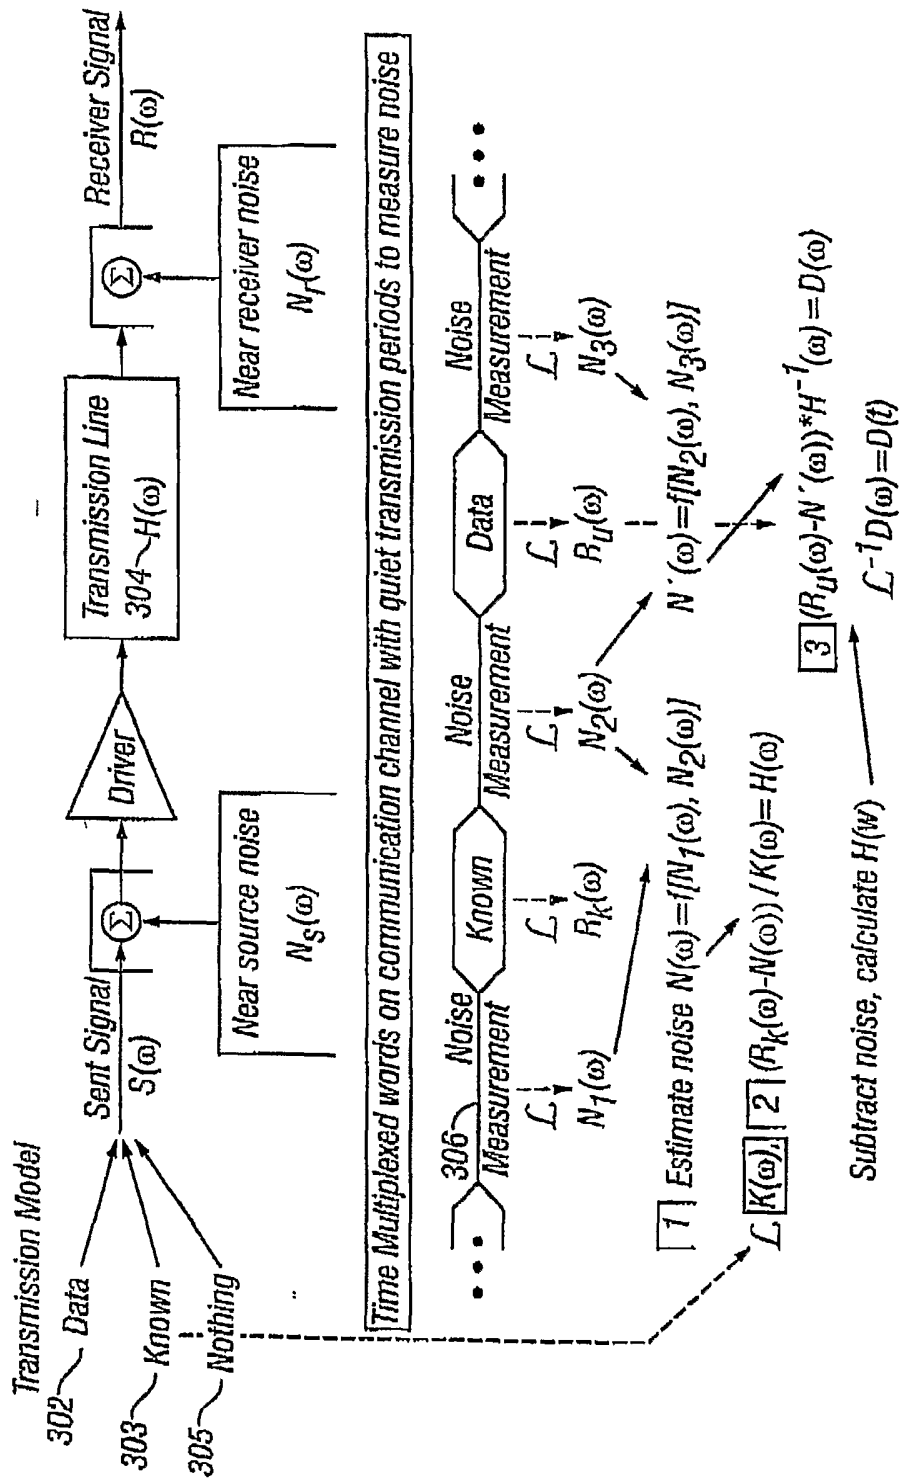 Transmission Model
302
Data
303
Known
305
Nothing
Sent Signal
S(ω)
Σ
Near source noise
N_S(ω)
Driver
Transmission Line
304 H(ω)
Σ
Near receiver noise
N_r(ω)
Receiver Signal
R(ω)
Time Multiplexed words on communication channel with quiet transmission periods to measure noise
306
Noise
Measurement
Known
Noise
Measurement
Data
Noise
Measurement
ℒ
ℒ
ℒ
ℒ
ℒ
N_1(ω)
R_k(ω)
N_2(ω)
R_u(ω)
N_3(ω)
1 Estimate noise N(ω)=f[N_1(ω), N_2(ω)]
N´(ω)=f[N_2(ω), N_3(ω)]
ℒ K(ω), 2 (R_k(ω)-N(ω))/K(ω)=H(ω)
3 (R_u(ω)-N´(ω))*H^-1(ω)=D(ω)
Subtract noise, calculate H(w)
ℒ^-1D(ω)=D(t)